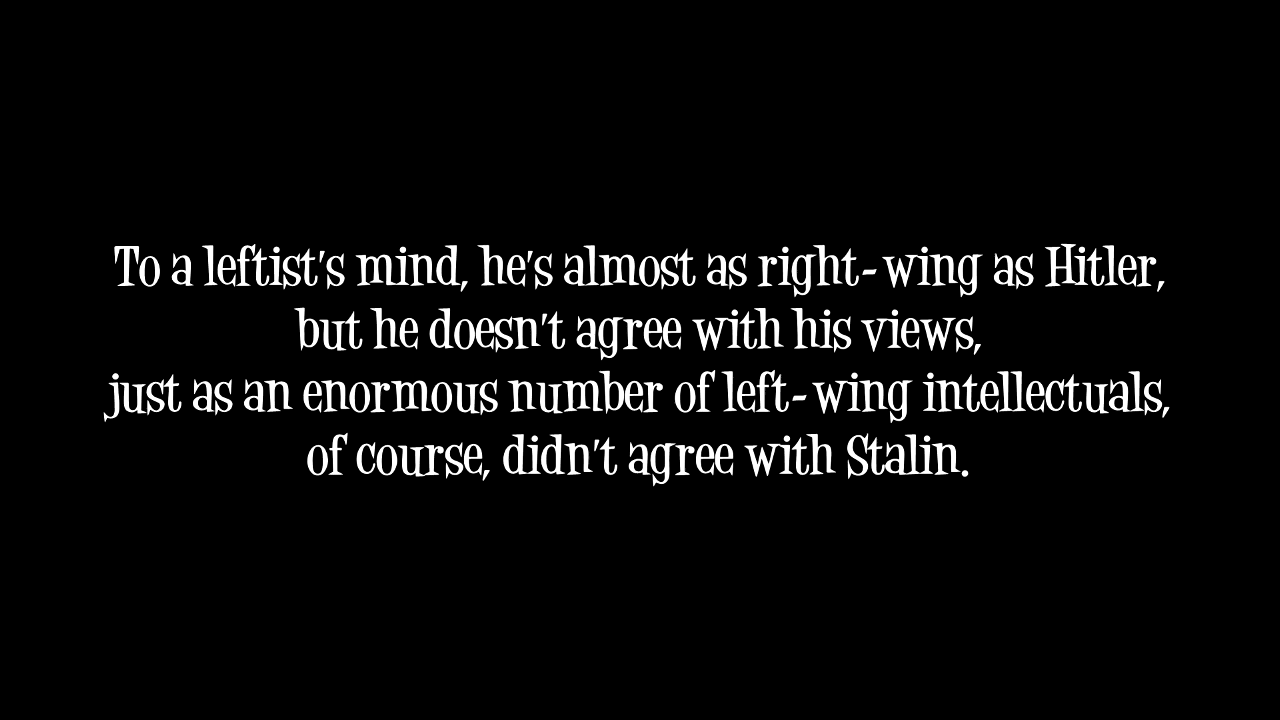 To a leftist's mind, he's almost as right-wing as Hitler,
but he doesn't agree with his views,
just as an enormous number of left-wing intellectuals,
of course, didn't agree with Stalin.